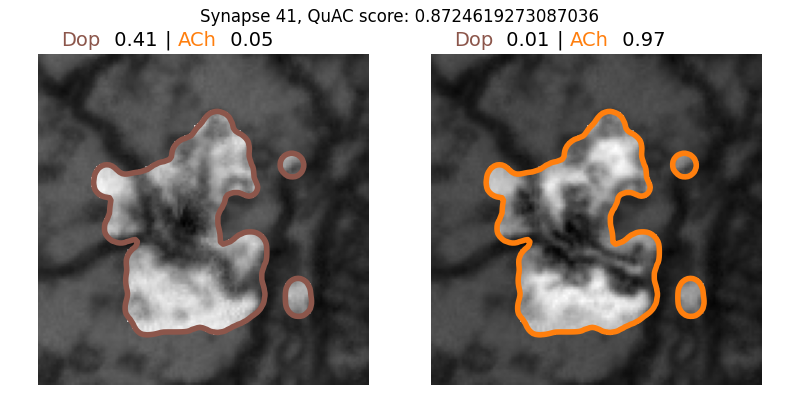 Synapse 41, QuAC score: 0.8724619273087036
Dop 0.41 | ACh 0.05
Dop 0.01 | ACh 0.97